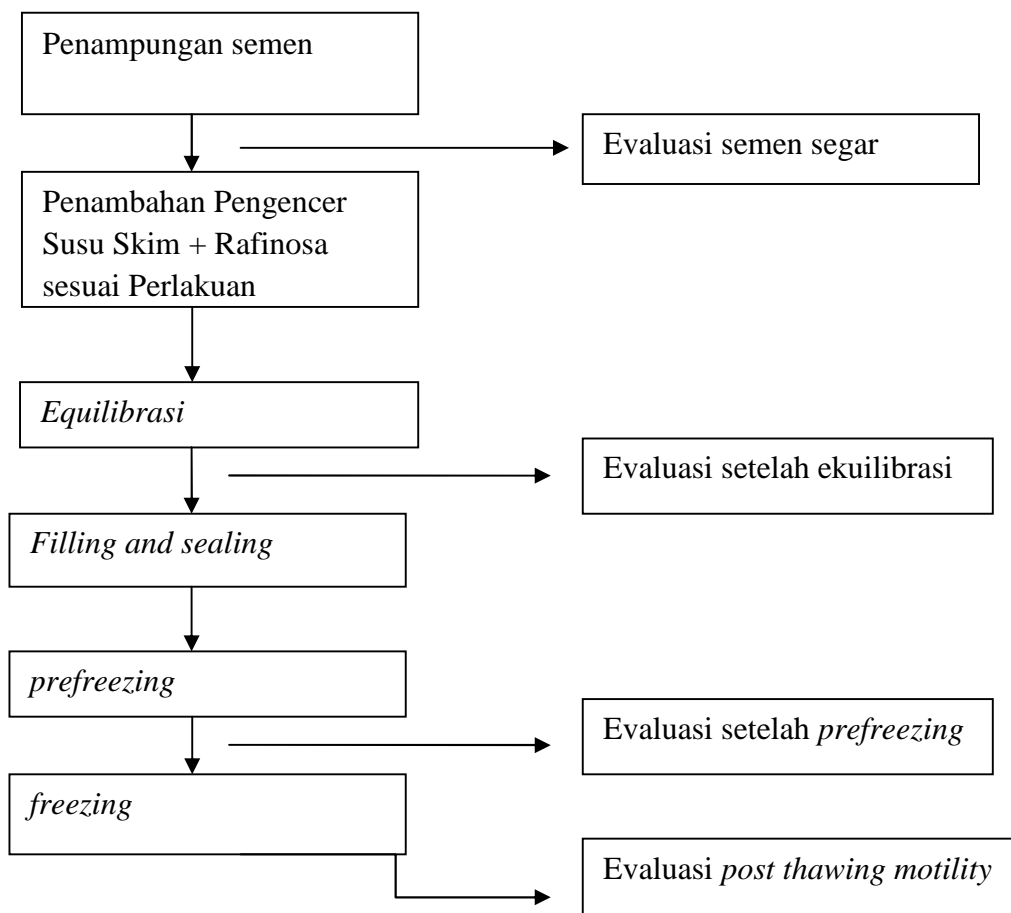 Penampungan semen
Evaluasi semen segar
Penambahan Pengencer
Susu Skim + Rafinosa
sesuai Perlakuan
Equilibrasi
Evaluasi setelah ekuilibrasi
Filling and sealing
prefreezing
Evaluasi setelah prefreezing
freezing
Evaluasi post thawing motility